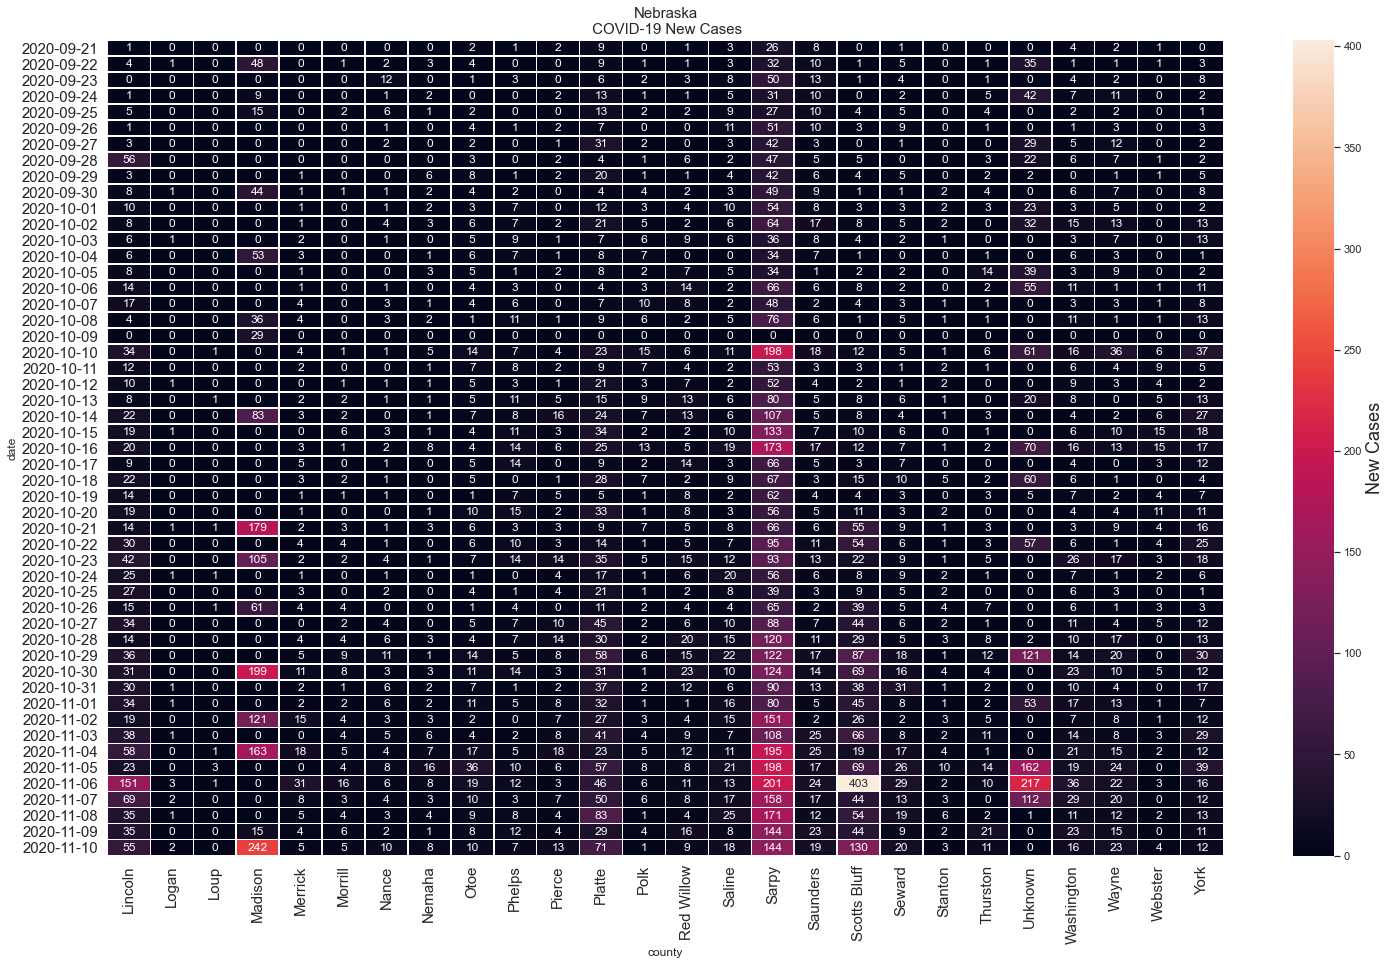 Nebraska
COVID-19 New Cases
2020-09-21 1 0 0 0 0 0 0 0 2 1 2 9 0 1 3 26 8 0 1 0 0 0 4 2 1 0
2020-09-22 4 1 0 48 0 1 2 3 4 0 0 9 1 1 3 32 10 1 5 0 1 35 1 1 1 3
2020-09-23 0 0 0 0 0 0 12 0 1 3 0 6 2 3 8 50 13 1 4 0 1 0 4 2 0 8
2020-09-24 1 0 0 9 0 0 1 2 0 0 2 13 1 1 5 31 10 0 2 0 5 42 7 11 0 2
2020-09-25 5 0 0 15 0 2 6 1 2 0 0 13 2 2 9 27 10 4 5 0 4 0 2 2 0 1
2020-09-26 1 0 0 0 0 0 1 0 4 1 2 7 0 0 11 51 10 3 9 0 1 0 1 3 0 3
2020-09-27 3 0 0 0 0 0 2 0 2 0 1 31 2 0 3 42 3 0 1 0 0 29 5 12 0 2
2020-09-28 56 0 0 0 0 0 0 0 3 0 2 4 1 6 2 47 5 5 0 0 3 22 6 7 1 2
2020-09-29 3 0 0 0 1 0 0 6 8 1 2 20 1 1 4 42 6 4 5 0 2 2 0 1 1 5
2020-09-30 8 1 0 44 1 1 1 2 4 2 0 4 4 2 3 49 9 1 1 2 4 0 6 7 0 8
2020-10-01 10 0 0 0 1 0 1 2 3 7 0 12 3 4 10 54 8 3 3 2 3 23 3 5 0 2
2020-10-02 8 0 0 0 1 0 4 3 6 7 2 21 5 2 6 64 17 8 5 2 0 32 15 13 0 13
2020-10-03 6 1 0 0 2 0 1 0 5 9 1 7 6 9 6 36 8 4 2 1 0 0 3 7 0 13
2020-10-04 6 0 0 53 3 0 0 1 6 7 1 8 7 0 0 34 7 1 0 0 1 0 6 3 0 1
2020-10-05 8 0 0 0 1 0 0 3 5 1 2 8 2 7 5 34 1 2 2 0 14 39 3 9 0 2
2020-10-06 14 0 0 0 1 0 1 0 4 3 0 4 3 14 2 66 6 8 2 0 2 55 11 1 1 11
2020-10-07 17 0 0 0 4 0 3 1 4 6 0 7 10 8 2 48 2 4 3 1 1 0 3 3 1 8
2020-10-08 4 0 0 36 4 0 3 2 1 11 1 9 6 2 5 76 6 1 5 1 1 0 11 1 1 13
2020-10-09 0 0 0 29 0 0 0 0 0 0 0 0 0 0 0 0 0 0 0 0 0 0 0 0 0 0
2020-10-10 34 0 1 0 4 1 1 5 14 7 4 23 15 6 11 198 18 12 5 1 6 61 16 36 6 37
2020-10-11 12 0 0 0 2 0 0 1 7 8 2 9 7 4 2 53 3 3 1 2 1 0 6 4 9 5
2020-10-12 10 1 0 0 0 1 1 1 5 3 1 21 3 7 2 52 4 2 1 2 0 0 9 3 4 2
2020-10-13 8 0 1 0 2 2 1 1 5 11 5 15 9 13 6 80 5 8 6 1 0 20 8 0 5 13
2020-10-14 22 0 0 83 3 2 0 1 7 8 16 24 7 13 6 107 5 8 4 1 3 0 4 2 6 27
2020-10-15 19 1 0 0 0 6 3 1 4 11 3 34 2 2 10 133 7 10 6 0 1 0 6 10 15 18
2020-10-16 20 0 0 0 3 1 2 8 4 14 6 25 13 5 19 173 17 12 7 1 2 70 16 13 15 17
2020-10-17 9 0 0 0 5 0 1 0 5 14 0 9 2 14 3 66 5 3 7 0 0 0 4 0 3 12
2020-10-18 22 0 0 0 3 2 1 0 5 0 1 28 7 2 9 67 3 15 10 5 2 60 6 1 0 4
2020-10-19 14 0 0 0 1 1 1 0 1 7 5 5 1 8 2 62 4 4 3 0 3 5 7 2 4 7
2020-10-20 19 0 0 0 1 0 0 1 10 15 2 33 1 8 3 56 5 11 3 2 0 0 4 4 11 11
2020-10-21 14 1 1 179 2 3 1 3 6 3 3 9 7 5 8 66 6 55 9 1 3 0 3 9 4 16
2020-10-22 30 0 0 0 4 4 1 0 6 10 3 14 1 5 7 95 11 54 6 1 3 57 6 1 4 25
2020-10-23 42 0 0 105 2 2 4 1 7 14 14 35 5 15 12 93 13 22 9 1 5 0 26 17 3 18
2020-10-24 25 1 1 0 1 0 1 0 1 0 4 17 1 6 20 56 6 8 9 2 1 0 7 1 2 6
2020-10-25 27 0 0 0 3 0 2 0 4 1 4 21 1 2 8 39 3 9 5 2 0 0 6 3 0 1
2020-10-26 15 0 1 61 4 4 0 0 1 4 0 11 2 4 4 65 2 39 5 4 7 0 6 1 3 3
2020-10-27 34 0 0 0 0 2 4 0 5 7 10 45 2 6 10 88 7 44 6 2 1 0 11 4 5 12
2020-10-28 14 0 0 0 4 4 6 3 4 7 14 30 2 20 15 120 11 29 5 3 8 2 10 17 0 13
2020-10-29 36 0 0 0 5 9 11 1 14 5 8 58 6 15 22 122 17 87 18 1 12 121 14 20 0 30
2020-10-30 31 0 0 199 11 8 3 3 11 14 3 31 1 23 10 124 14 69 16 4 4 0 23 10 5 12
2020-10-31 30 1 0 0 2 1 6 2 7 1 2 37 2 12 6 90 13 38 31 1 2 0 10 4 0 17
2020-11-01 34 1 0 0 2 2 6 2 11 5 8 32 1 1 16 80 5 45 8 1 2 53 17 13 1 7
2020-11-02 19 0 0 121 15 4 3 3 2 0 7 27 3 4 15 151 2 26 2 3 5 0 7 8 1 12
2020-11-03 38 1 0 0 0 4 5 6 4 2 8 41 4 9 7 108 25 66 8 2 11 0 14 8 3 29
2020-11-04 58 0 1 163 18 5 4 7 17 5 18 23 5 12 11 195 25 19 17 4 1 0 21 15 2 12
2020-11-05 23 0 3 0 0 4 8 16 36 10 6 57 8 8 21 198 17 69 26 10 14 162 19 24 0 39
2020-11-06 151 3 1 0 31 16 6 8 19 12 3 46 6 11 13 201 24 403 29 2 10 217 36 22 3 16
2020-11-07 69 2 0 0 8 3 4 3 10 3 7 50 6 8 17 158 17 44 13 3 0 112 29 20 0 12
2020-11-08 35 1 0 0 5 4 3 4 9 8 4 83 1 4 25 171 12 54 19 6 2 1 11 12 2 13
2020-11-09 35 0 0 15 4 6 2 1 8 12 4 29 4 16 8 144 23 44 9 2 21 0 23 15 0 11
2020-11-10 55 2 0 242 5 5 10 8 10 7 13 71 1 9 18 144 19 130 20 3 11 0 16 23 4 12
date
Lincoln Logan Loup Madison Merrick Morrill Nance Nemaha Otoe Phelps Pierce Platte Polk Red Willow Saline Sarpy Saunders Scotts Bluff Seward Stanton Thurston Unknown Washington Wayne Webster York
county
400
350
300
250
200
150
100
50
0
New Cases